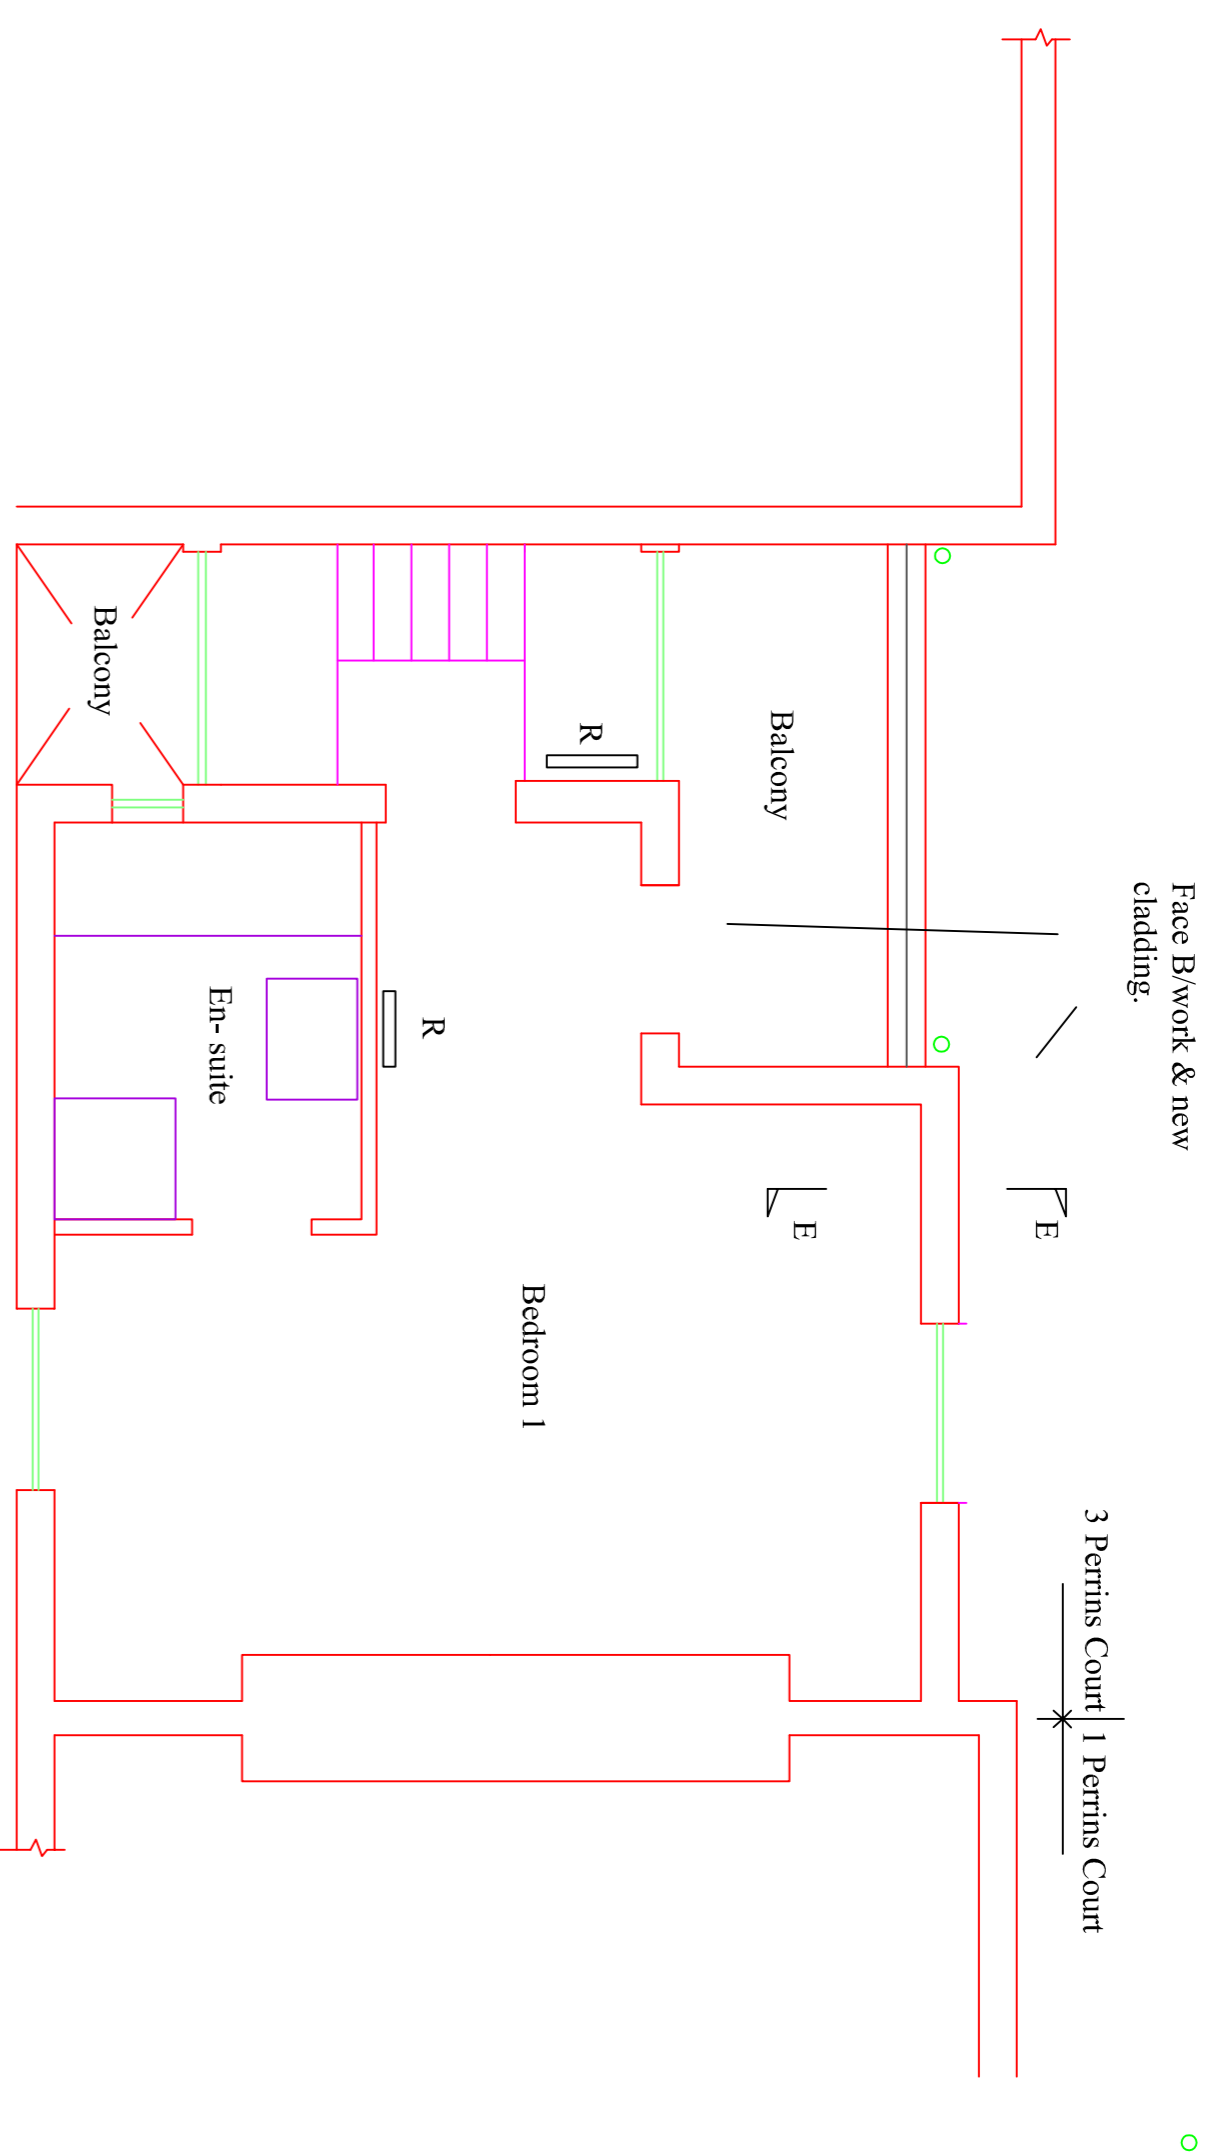 Face B/work & new
cladding.
3 Perrins Court
1 Perrins Court
E
E
Balcony
R
Bedroom 1
R
En- suite
Balcony